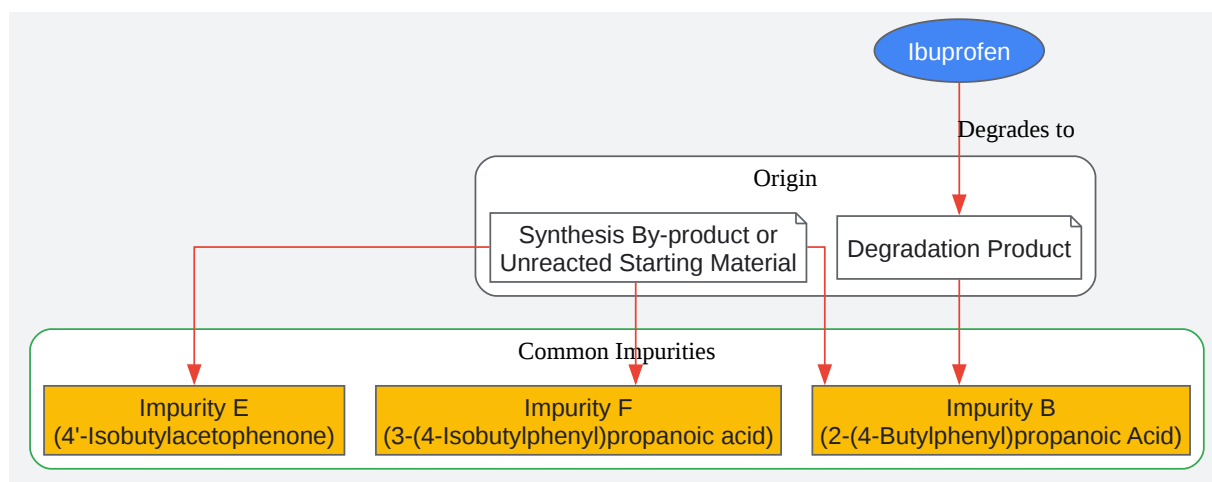 Ibuprofen
Degrades to
Origin
Synthesis By-product or
Unreacted Starting Material
Degradation Product
Common Impurities
Impurity E
(4'-Isobutylacetophenone)
Impurity F
(3-(4-Isobutylphenyl)propanoic acid)
Impurity B
(2-(4-Butylphenyl)propanoic Acid)